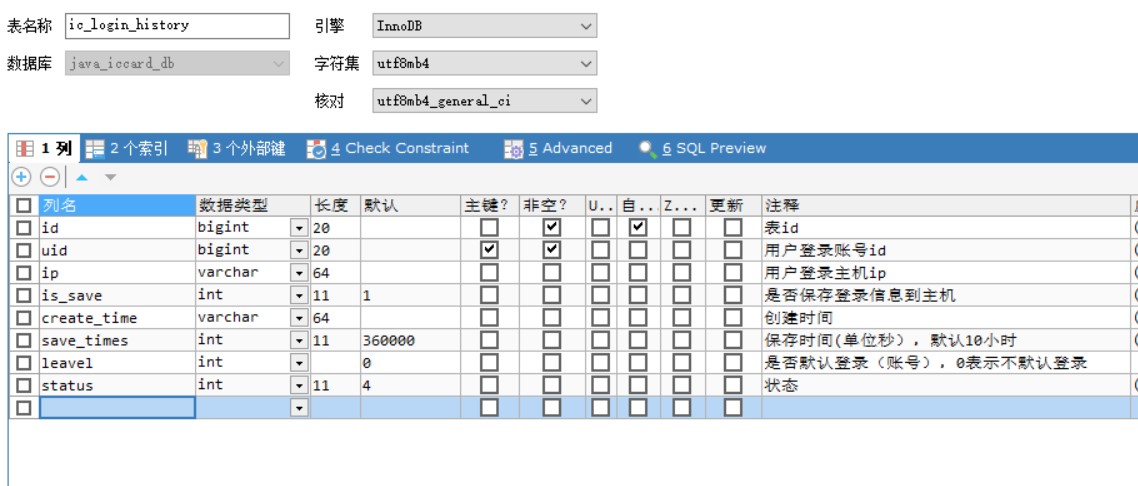 表名称 ic_login_history 引擎 InnoDB
数据库 java_iccard_db 字符集 utf8mb4
核对 utf8mb4_general_ci
1 列 2 个索引 3 个外部键 4 Check Constraint 5 Advanced 6 SQL Preview
列名 数据类型 长度 默认 主键? 非空? U.. 自... Z... 更新 注释
id bigint 20 表id
uid bigint 20 用户登录账号id
ip varchar 64 用户登录主机ip
is_save int 11 1 是否保存登录信息到主机
create_time varchar 64 创建时间
save_times int 11 360000 保存时间(单位秒)，默认10小时
leavel int 0 是否默认登录（账号），0表示不默认登录
status int 11 4 状态